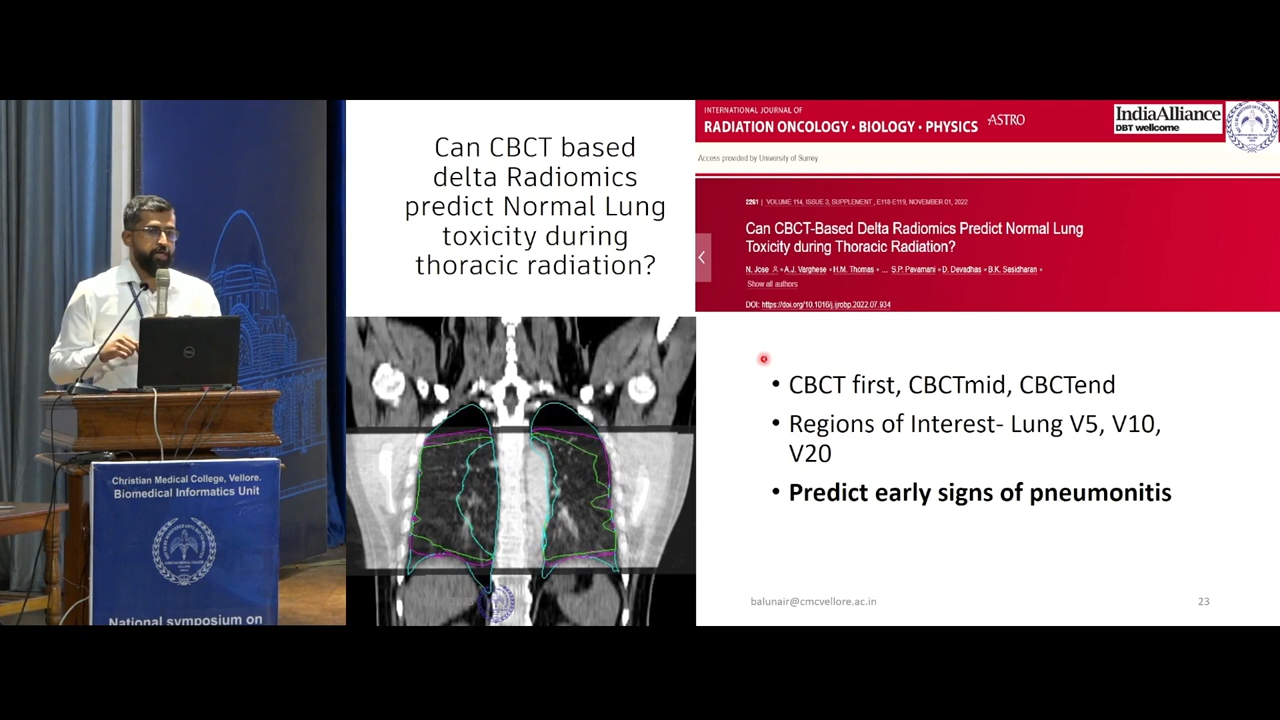 Christian Medical College, Vellore.
Biomedical Informatics Unit
National symposium on
Can CBCT based
delta Radiomics
predict Normal Lung
toxicity during
thoracic radiation?
INTERNATIONAL JOURNAL OF
RADIATION ONCOLOGY • BIOLOGY • PHYSICS
ASTRO
IndiaAlliance
DBT wellcome
Access provided by University of Surrey
2261 | VOLUME 114, ISSUE 3, SUPPLEMENT, E118-E119, NOVEMBER 01, 2022
Can CBCT-Based Delta Radiomics Predict Normal Lung
Toxicity during Thoracic Radiation?
N. Jose • A.J. Varghese • H.M. Thomas • ... S.P. Pavamani • D. Devadhas • B.K. Sasidharan •
Show all authors
DOI: https://doi.org/10.1016/j.ijrobp.2022.07.934
• CBCT first, CBCTmid, CBCTend
• Regions of Interest- Lung V5, V10,
V20
• Predict early signs of pneumonitis
balunair@cmcvellore.ac.in
23